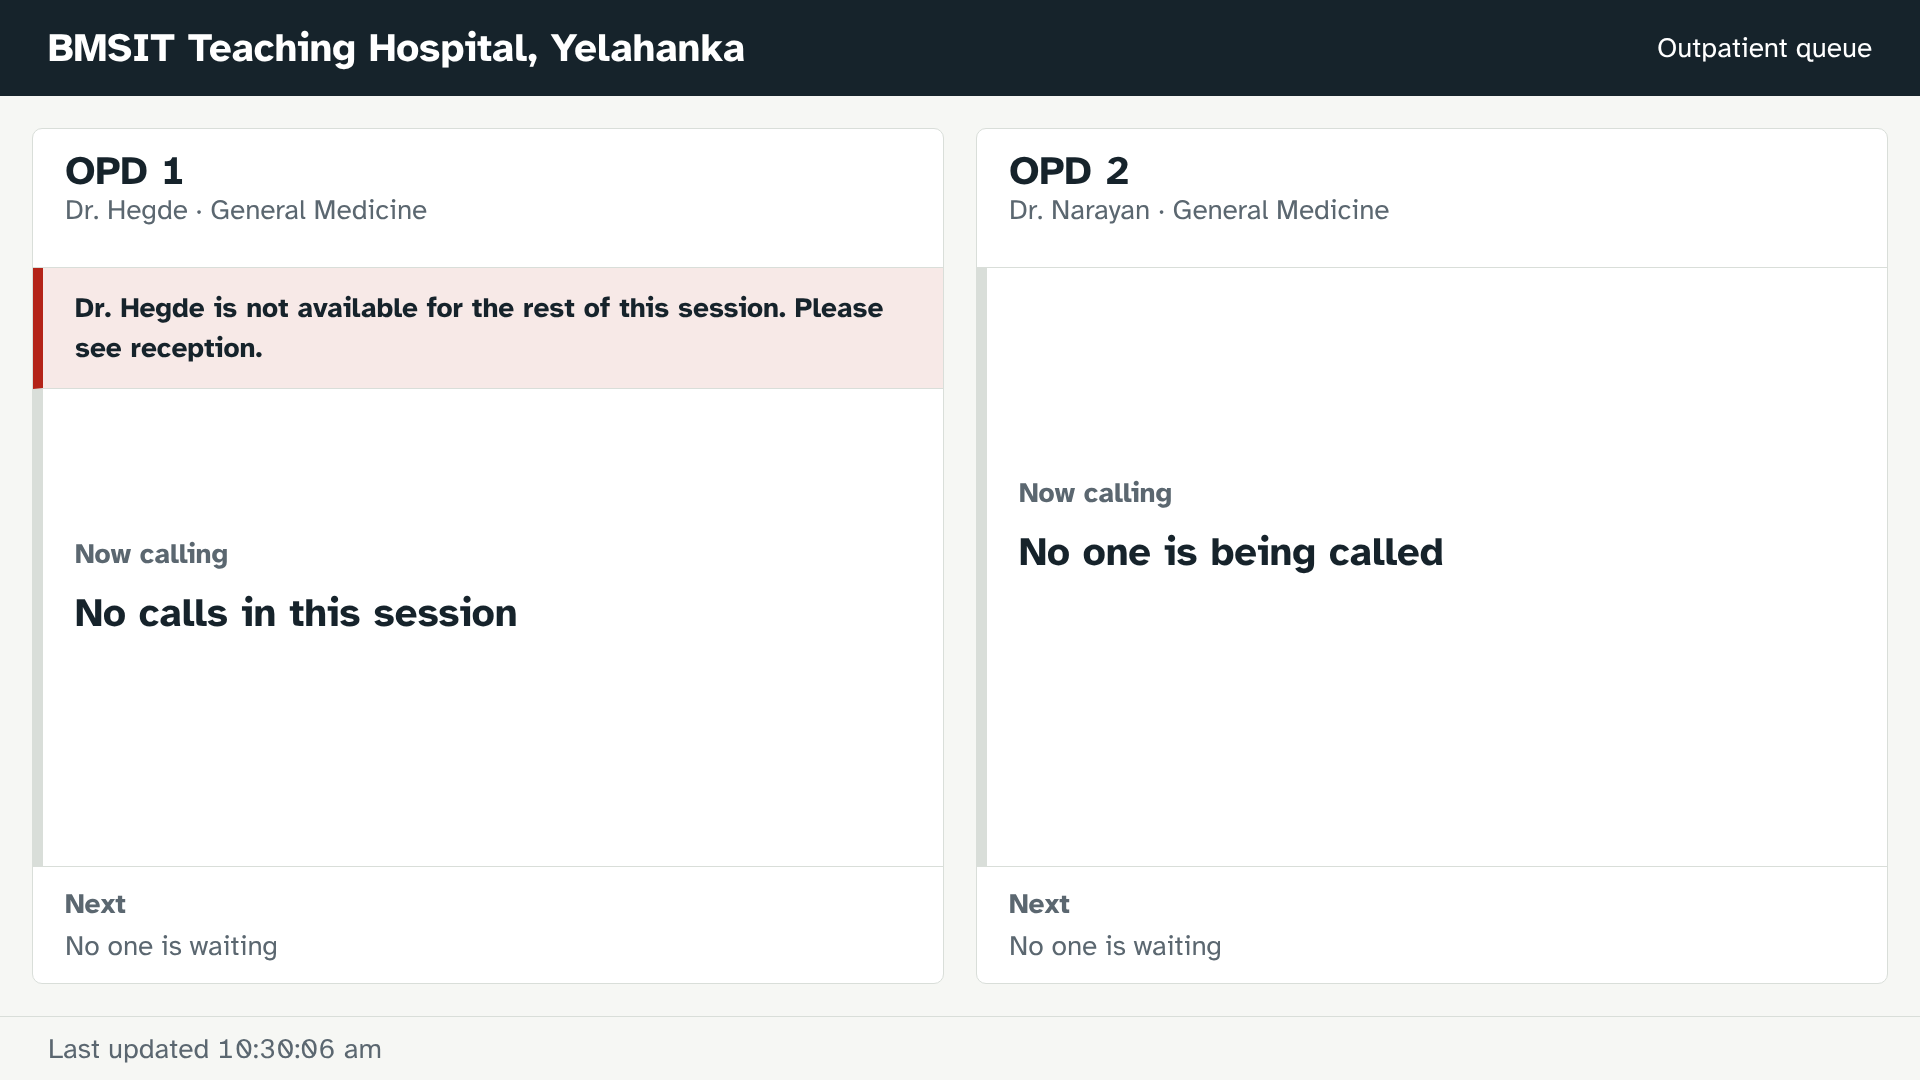 BMSIT Teaching Hospital, Yelahanka
Outpatient queue
OPD 1
Dr. Hegde · General Medicine
Dr. Hegde is not available for the rest of this session. Please
see reception.
Now calling
No calls in this session
Next
No one is waiting
OPD 2
Dr. Narayan · General Medicine
Now calling
No one is being called
Next
No one is waiting
Last updated 10:30:06 am